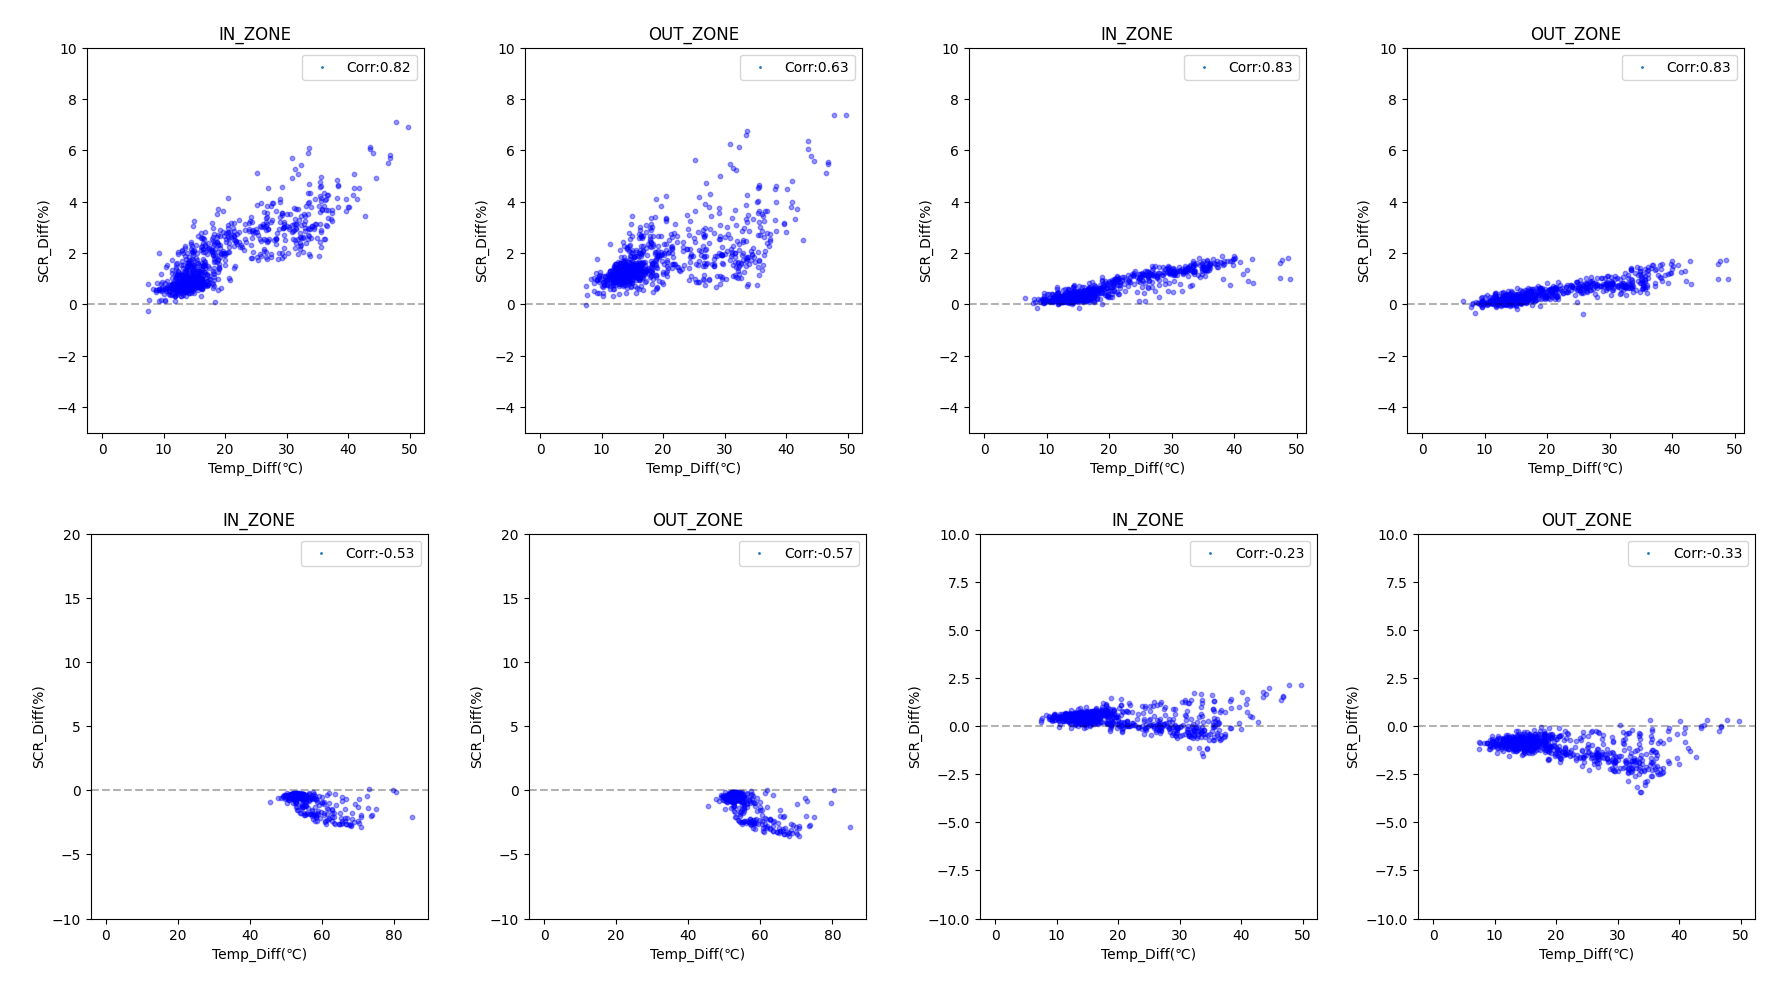 IN_ZONE
OUT_ZONE
IN_ZONE
OUT_ZONE
Corr:0.82
Corr:0.63
Corr:0.83
Corr:0.83
SCR_Diff(%)
10
8
6
4
2
0
−2
−4
0 10 20 30 40 50
Temp_Diff(℃)
SCR_Diff(%)
10
8
6
4
2
0
−2
−4
0 10 20 30 40 50
Temp_Diff(℃)
SCR_Diff(%)
10
8
6
4
2
0
−2
−4
0 10 20 30 40 50
Temp_Diff(℃)
SCR_Diff(%)
10
8
6
4
2
0
−2
−4
0 10 20 30 40 50
Temp_Diff(℃)
IN_ZONE
OUT_ZONE
IN_ZONE
OUT_ZONE
Corr:-0.53
Corr:-0.57
Corr:-0.23
Corr:-0.33
SCR_Diff(%)
20
15
10
5
0
−5
−10
0 20 40 60 80
Temp_Diff(℃)
SCR_Diff(%)
20
15
10
5
0
−5
−10
0 20 40 60 80
Temp_Diff(℃)
SCR_Diff(%)
10.0
7.5
5.0
2.5
0.0
−2.5
−5.0
−7.5
−10.0
0 10 20 30 40 50
Temp_Diff(℃)
SCR_Diff(%)
10.0
7.5
5.0
2.5
0.0
−2.5
−5.0
−7.5
−10.0
0 10 20 30 40 50
Temp_Diff(℃)